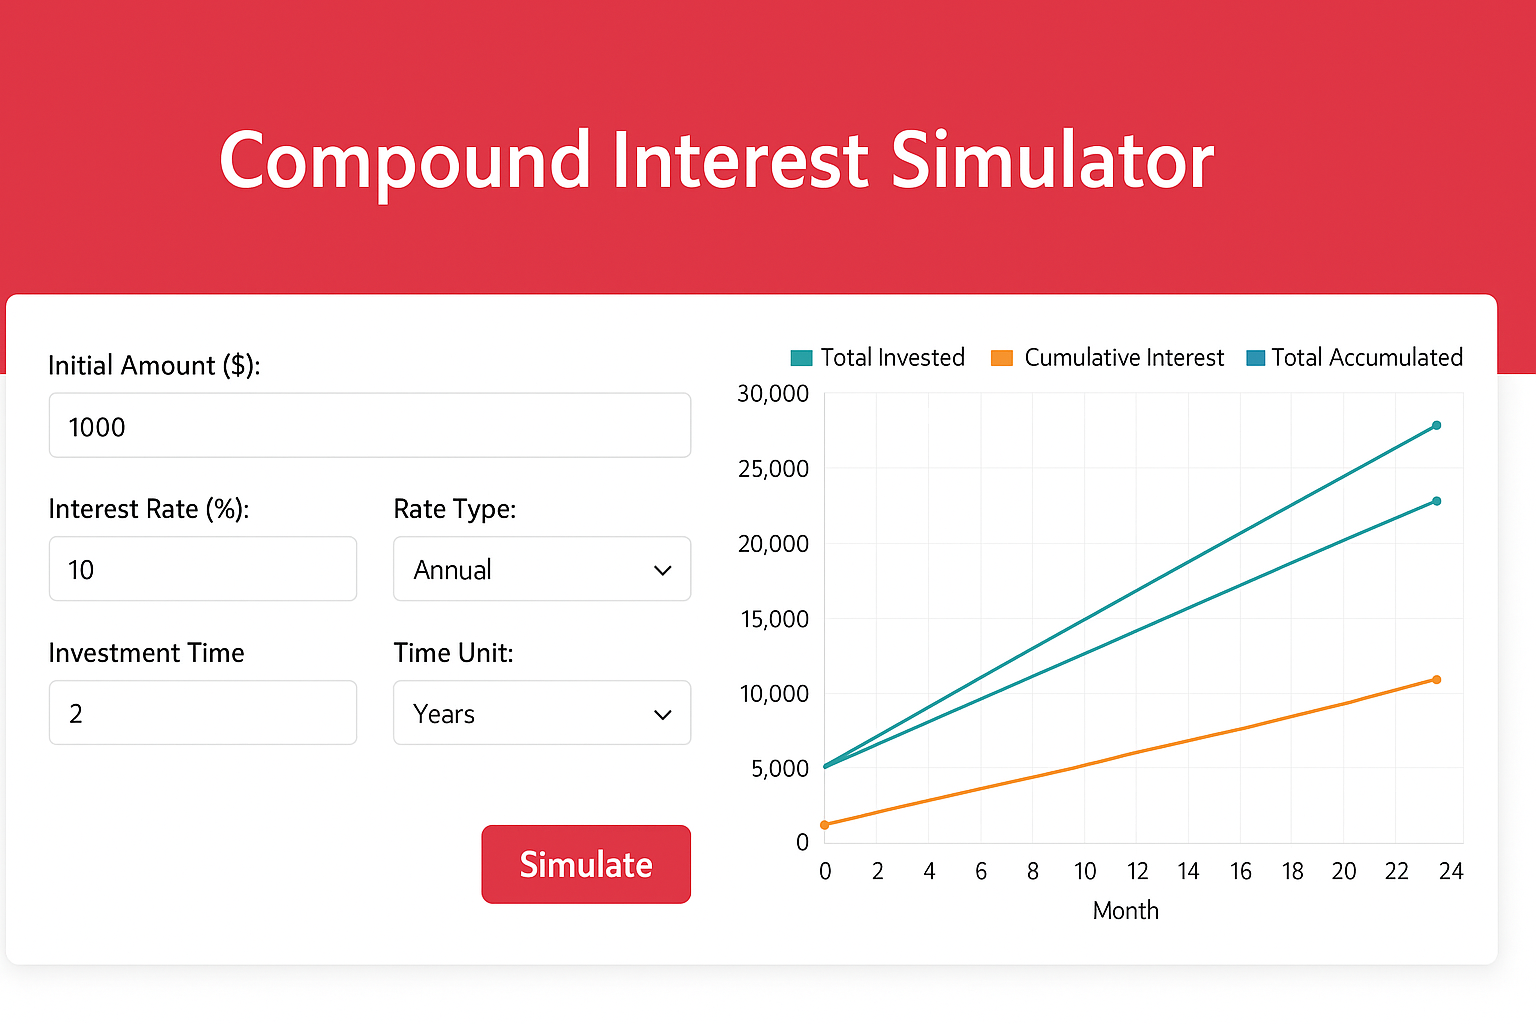 Compound Interest Simulator
Initial Amount ($):
1000
Interest Rate (%):
Rate Type:
10
Annual
Investment Time
Time Unit:
2
Years
Simulate
Total Invested
Cumulative Interest
Total Accumulated
30,000
25,000
20,000
15,000
10,000
5,000
0
0 2 4 6 8 10 12 14 16 18 20 22 24
Month